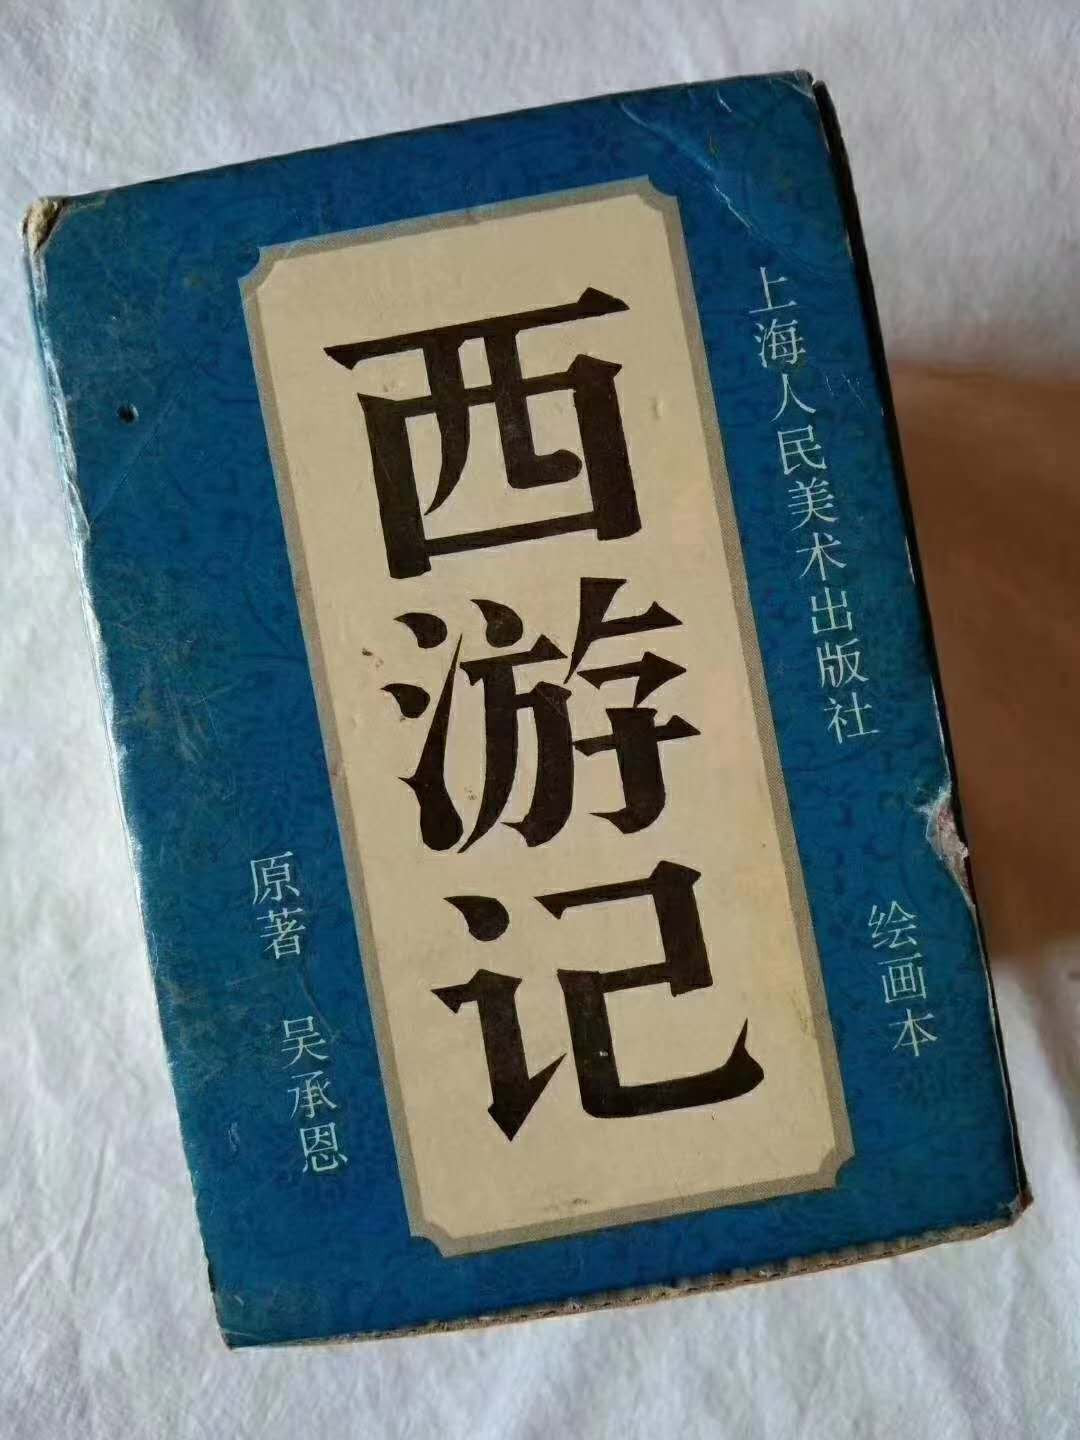 上海人民美术出版社
绘画本
西游记
原著 吴承恩